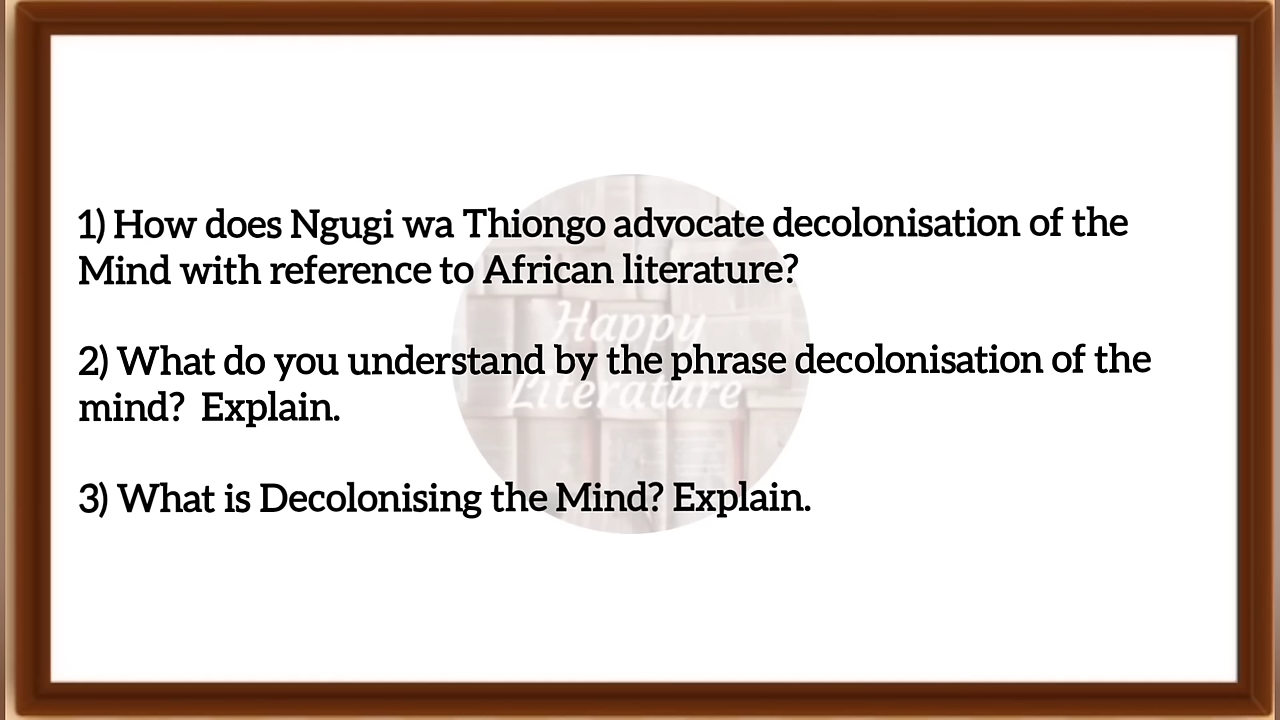 1) How does Ngugi wa Thiongo advocate decolonisation of the
Mind with reference to African literature?
Happy
2) What do you understand by the phrase decolonisation of the
Literature
mind?  Explain.
3) What is Decolonising the Mind? Explain.